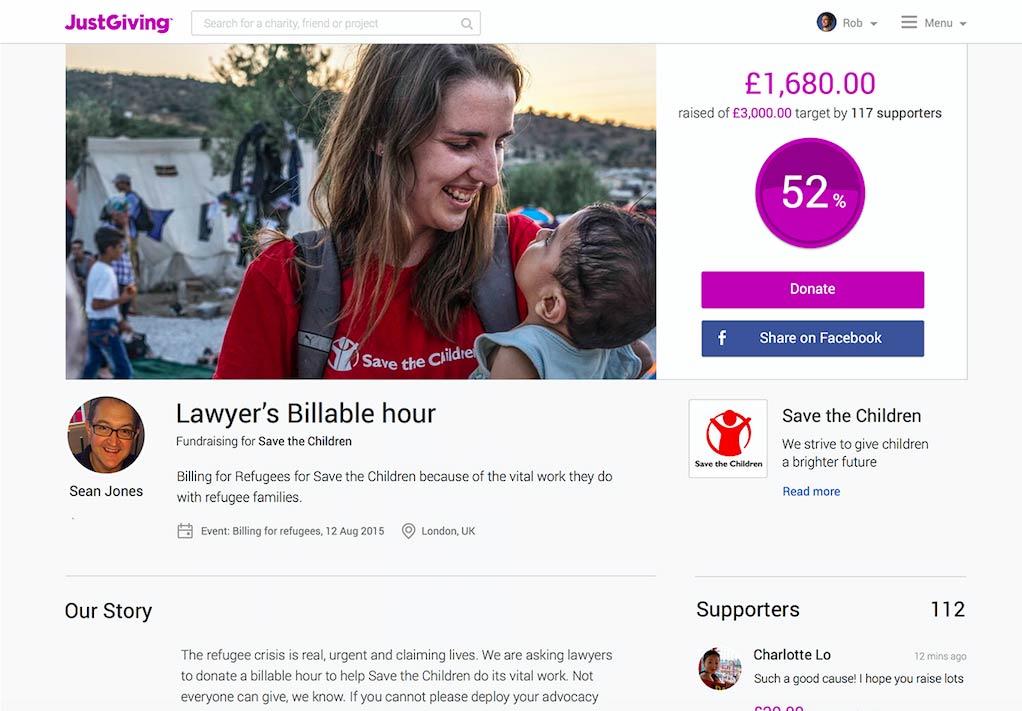 JustGiving
Search for a charity, friend or project
Rob
Menu
£1,680.00
raised of £3,000.00 target by 117 supporters
52%
Donate
f Share on Facebook
Save the Children
Lawyer's Billable hour
Fundraising for Save the Children
Billing for Refugees for Save the Children because of the vital work they do
with refugee families.
Sean Jones
Event: Billing for refugees, 12 Aug 2015
London, UK
Save the Children
Save the Children
We strive to give children
a brighter future
Read more
Our Story
The refugee crisis is real, urgent and claiming lives. We are asking lawyers
to donate a billable hour to help Save the Children do its vital work. Not
everyone can give, we know. If you cannot please deploy your advocacy
Supporters 112
Charlotte Lo 12 mins ago
Such a good cause! I hope you raise lots